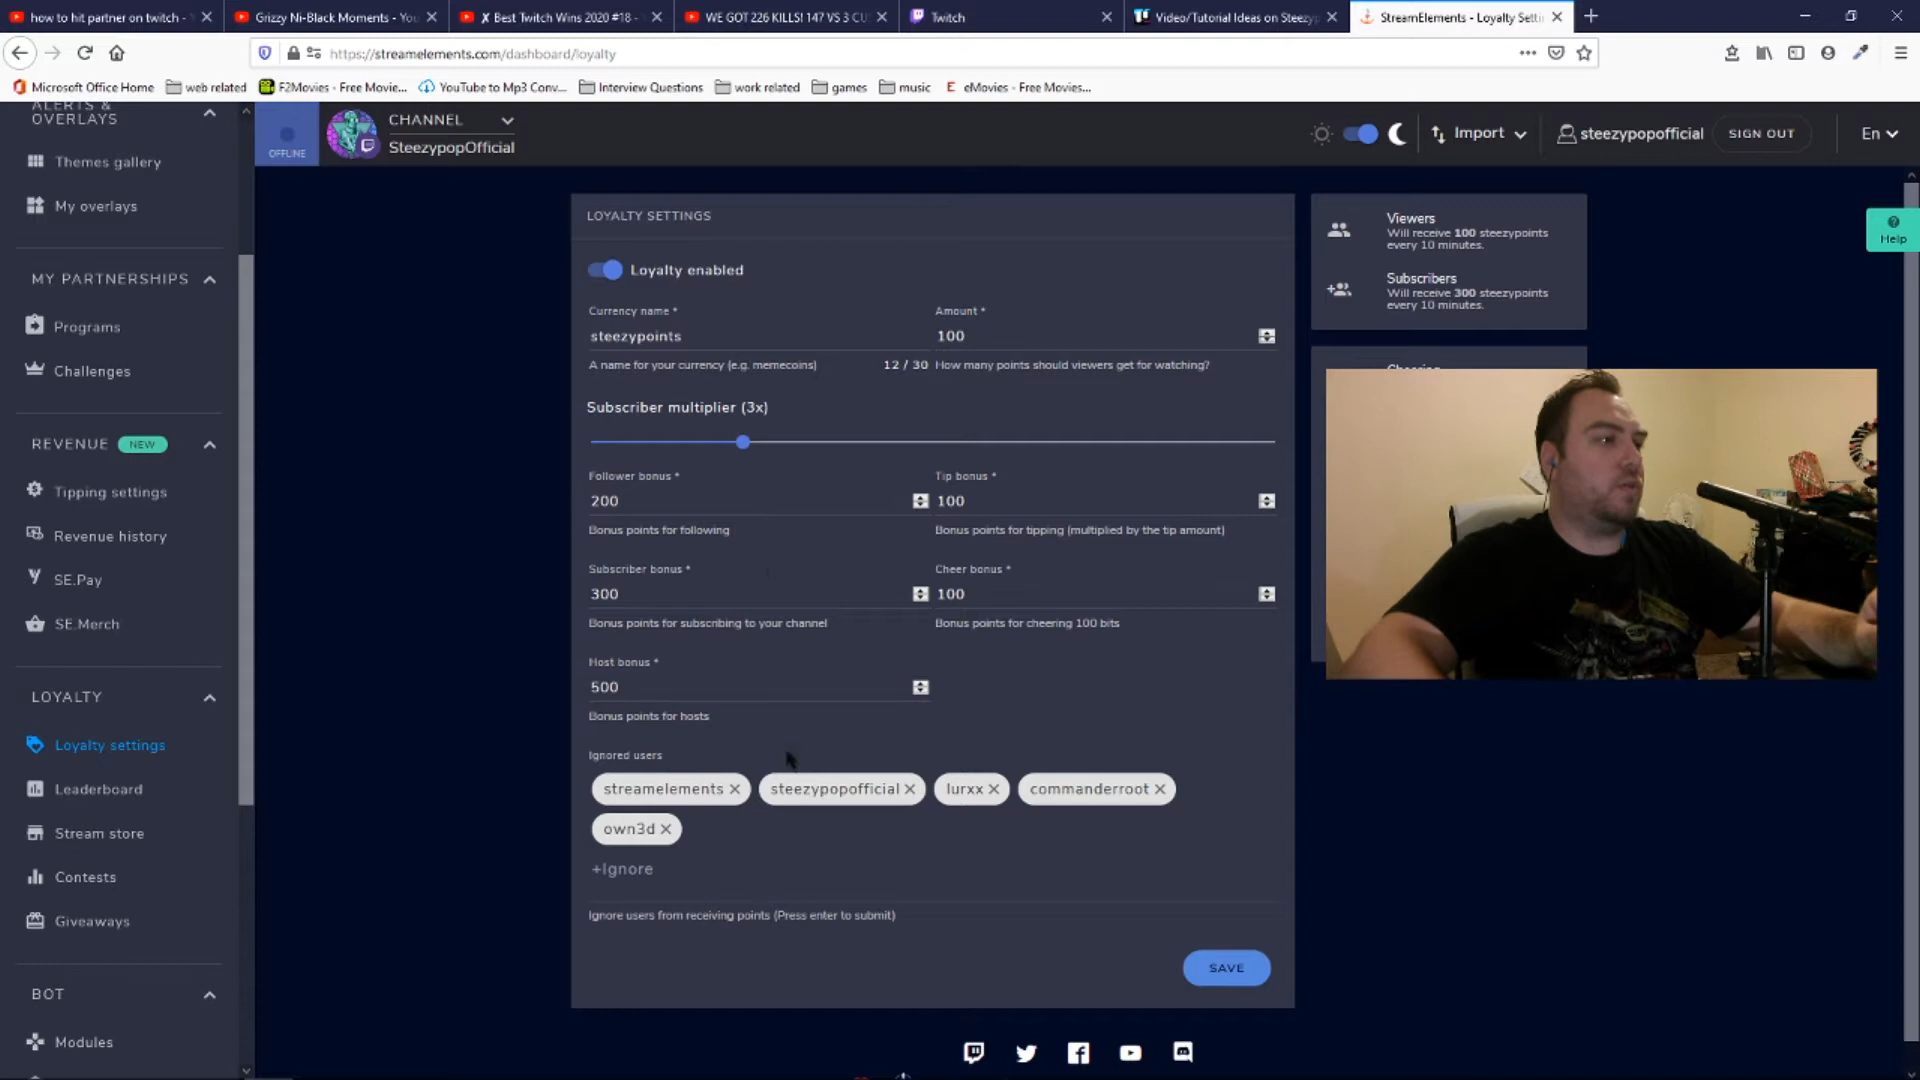 how to hit partner on twitch -
Grizzy Ni-Black Moments - You
✗ Best Twitch Wins 2020 #18 -
WE GOT 226 KILLS! 147 VS 3 CU
Twitch
Video/Tutorial Ideas on Steezyp
StreamElements - Loyalty Setti
https://streamelements.com/dashboard/loyalty
Microsoft Office Home
web related
F2Movies - Free Movie...
YouTube to Mp3 Conv...
Interview Questions
work related
games
music
eMovies - Free Movies...
ALERTS &
OVERLAYS
Themes gallery
My overlays
MY PARTNERSHIPS
Programs
Challenges
REVENUE NEW
Tipping settings
Revenue history
SE.Pay
SE.Merch
LOYALTY
Loyalty settings
Leaderboard
Stream store
Contests
Giveaways
BOT
Modules
OFFLINE
CHANNEL
SteezypopOfficial
Import
steezypopofficial
SIGN OUT
En
LOYALTY SETTINGS
Loyalty enabled
Currency name * Amount *
steezypoints 100
A name for your currency (e.g. memecoins) 12 / 30 How many points should viewers get for watching?
Subscriber multiplier (3x)
Follower bonus * Tip bonus *
200 100
Bonus points for following Bonus points for tipping (multiplied by the tip amount)
Subscriber bonus * Cheer bonus *
300 100
Bonus points for subscribing to your channel Bonus points for cheering 100 bits
Host bonus *
500
Bonus points for hosts
Ignored users
streamelements steezypopofficial lurxx commanderroot
own3d
+Ignore
Ignore users from receiving points (Press enter to submit)
SAVE
Viewers
Will receive 100 steezypoints
every 10 minutes.
Subscribers
Will receive 300 steezypoints
every 10 minutes.
Help